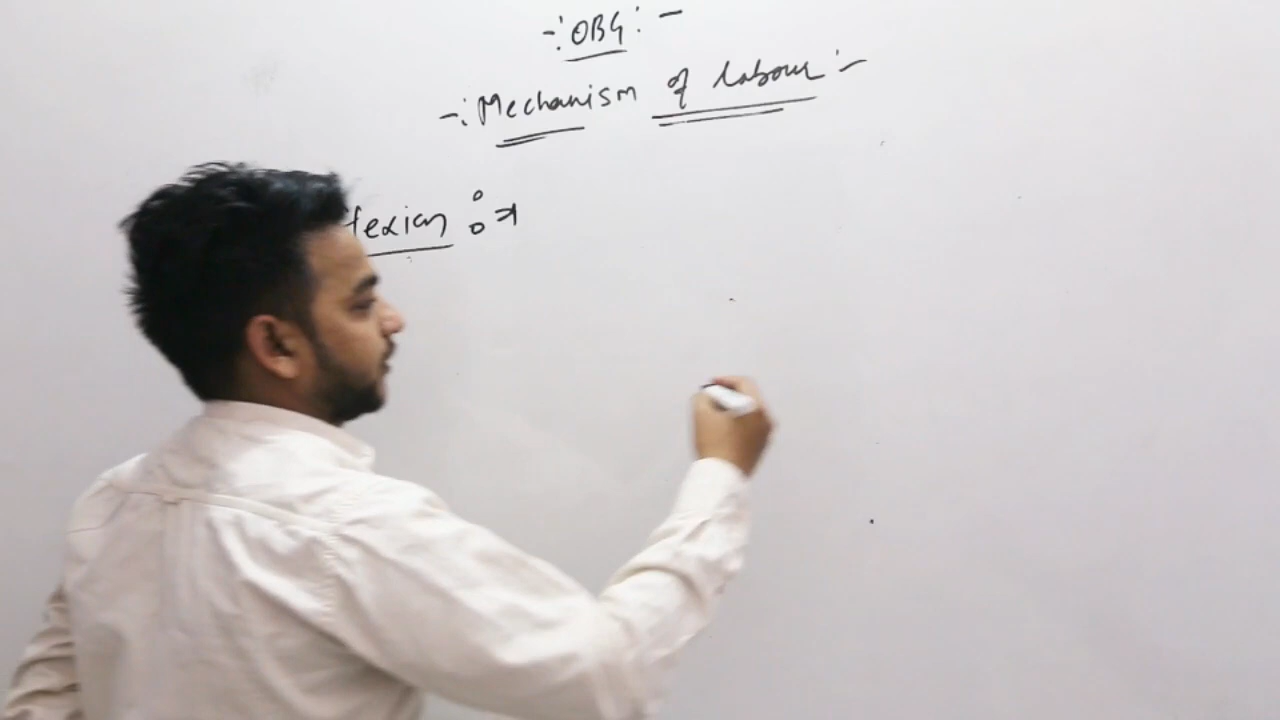 -: OBG : -
-: Mechanism of labour :-
flexion :->